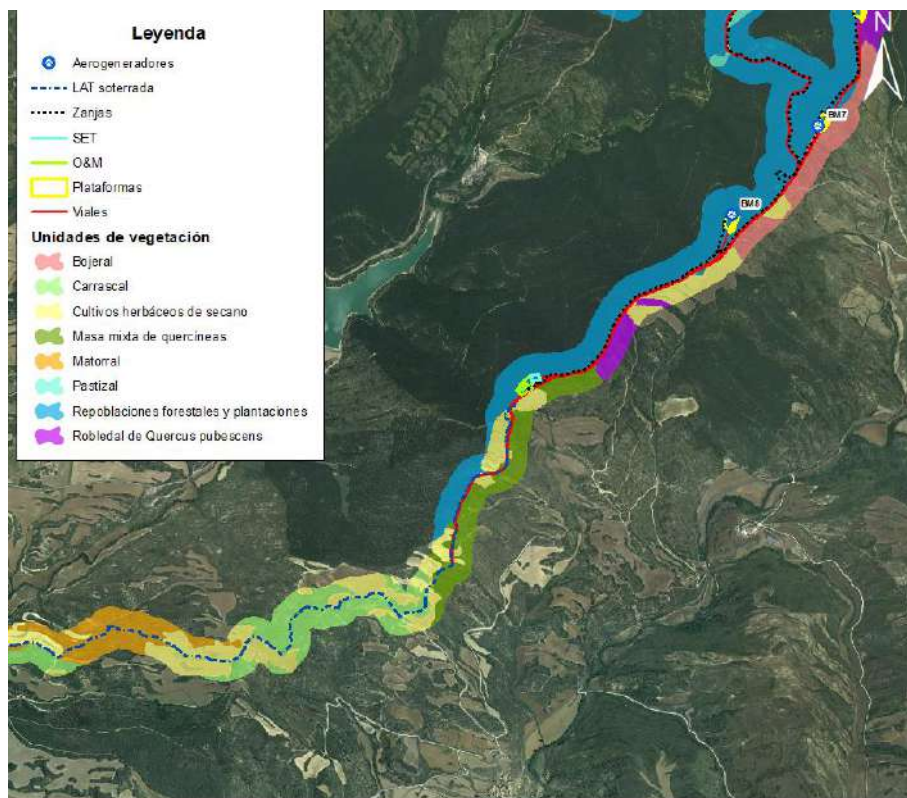 Leyenda
Aerogeneradores
LAT soterrada
Zanjas
SET
O&M
Plataformas
Viales
Unidades de vegetación
Bojeral
Carrascal
Cultivos herbáceos de secano
Masa mixta de quercíneas
Matorral
Pastizal
Repoblaciones forestales y plantaciones
Robledal de Quercus pubescens
N
BM7
BM8